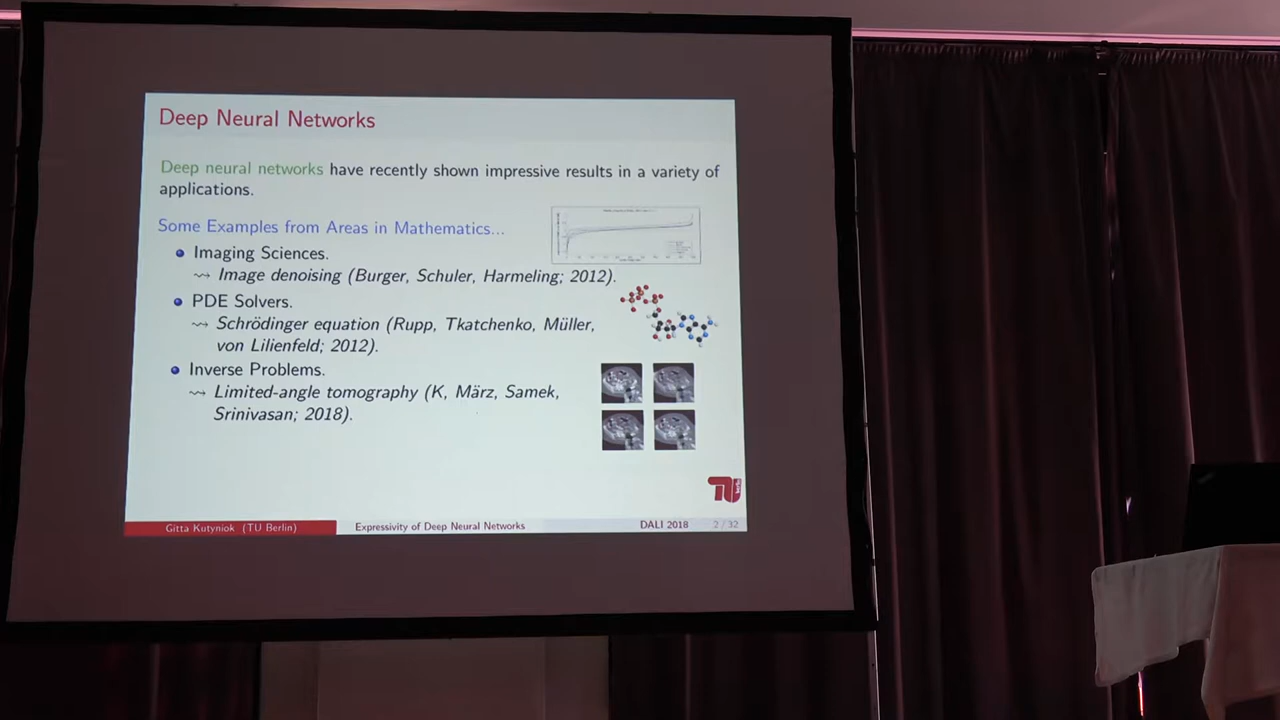 Deep Neural Networks
Deep neural networks have recently shown impressive results in a variety of
applications.
Some Examples from Areas in Mathematics...
Imaging Sciences.
⇝ Image denoising (Burger, Schuler, Harmeling; 2012).
PDE Solvers.
⇝ Schrödinger equation (Rupp, Tkatchenko, Müller,
von Lilienfeld; 2012).
Inverse Problems.
⇝ Limited-angle tomography (K, März, Samek,
Srinivasan; 2018).
TU berlin
Gitta Kutyniok (TU Berlin) Expressivity of Deep Neural Networks DALI 2018 2 / 32